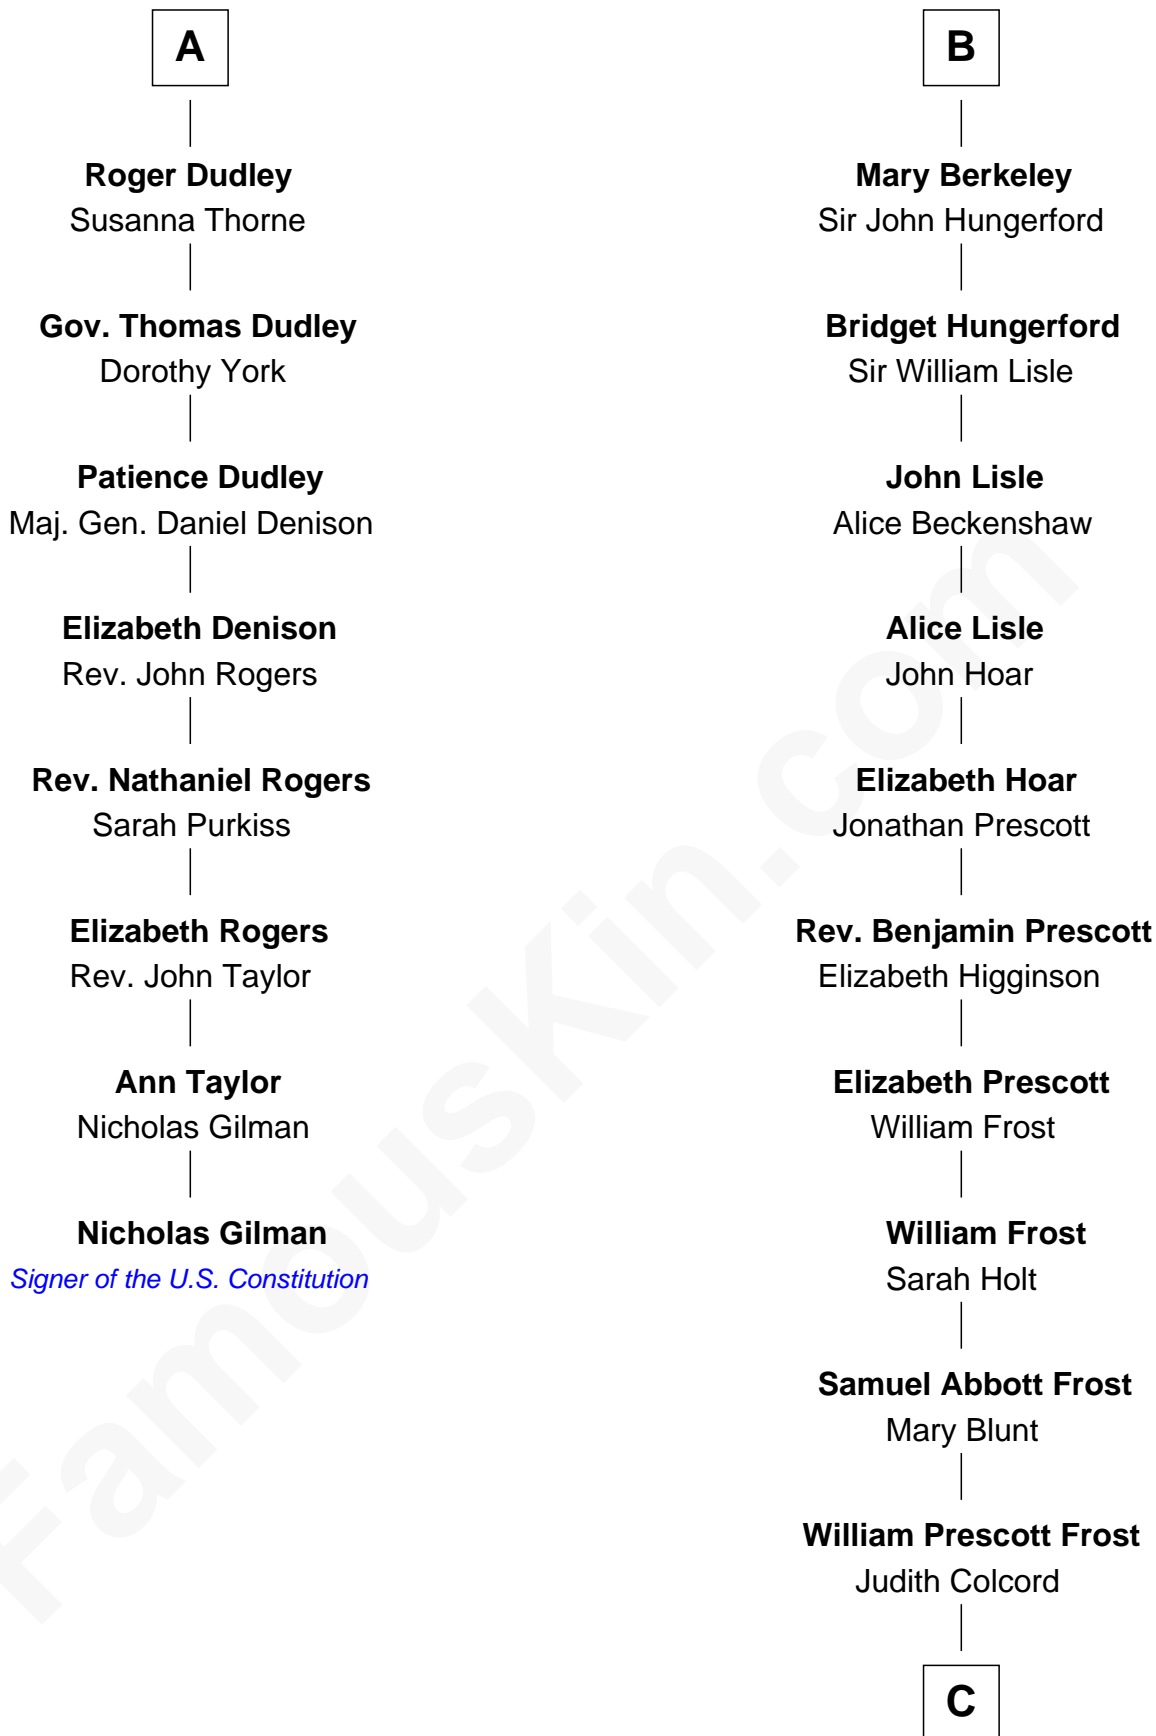 A
Roger Dudley
Susanna Thorne
Gov. Thomas Dudley
Dorothy York
Patience Dudley
Maj. Gen. Daniel Denison
Elizabeth Denison
Rev. John Rogers
Rev. Nathaniel Rogers
Sarah Purkiss
Elizabeth Rogers
Rev. John Taylor
Ann Taylor
Nicholas Gilman
Nicholas Gilman
Signer of the U.S. Constitution
B
Mary Berkeley
Sir John Hungerford
Bridget Hungerford
Sir William Lisle
John Lisle
Alice Beckenshaw
Alice Lisle
John Hoar
Elizabeth Hoar
Jonathan Prescott
Rev. Benjamin Prescott
Elizabeth Higginson
Elizabeth Prescott
William Frost
William Frost
Sarah Holt
Samuel Abbott Frost
Mary Blunt
William Prescott Frost
Judith Colcord
C
FamousKin.com